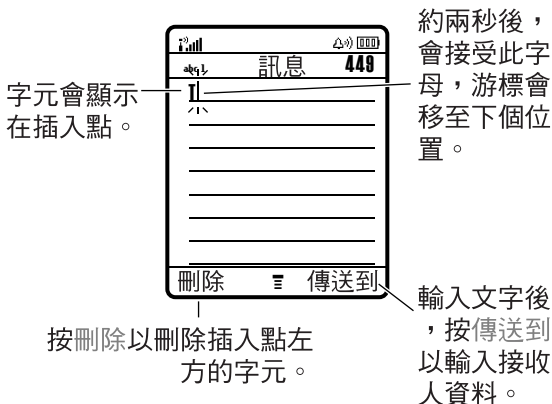 約兩秒後，
會接受此字
母，游標會
移至下個位
置。
訊息
449
字元會顯示
在插入點。
T
刪除
傳送到
按刪除以刪除插入點左
方的字元。
輸入文字後
，按傳送到
以輸入接收
人資料。